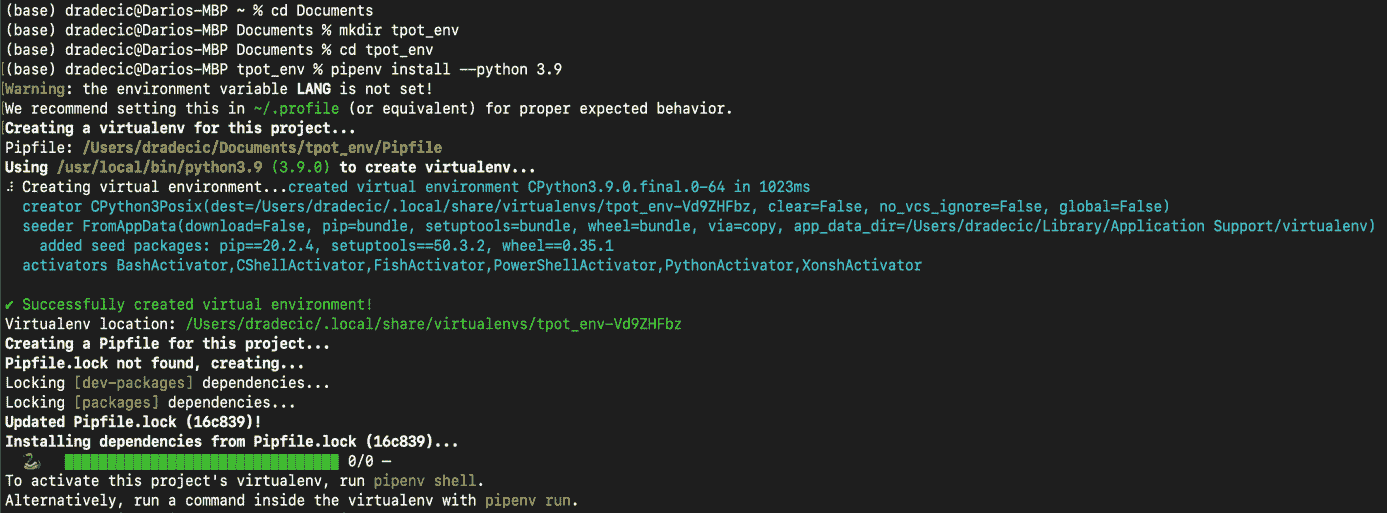 (base) dradecic@Darios-MBP ~ % cd Documents
(base) dradecic@Darios-MBP Documents % mkdir tpot_env
(base) dradecic@Darios-MBP Documents % cd tpot_env
[(base) dradecic@Darios-MBP tpot_env % pipenv install --python 3.9
[Warning: the environment variable LANG is not set!
[We recommend setting this in ~/.profile (or equivalent) for proper expected behavior.
[Creating a virtualenv for this project...
Pipfile: /Users/dradecic/Documents/tpot_env/Pipfile
Using /usr/local/bin/python3.9 (3.9.0) to create virtualenv...
⠼ Creating virtual environment...created virtual environment CPython3.9.0.final.0-64 in 1023ms
creator CPython3Posix(dest=/Users/dradecic/.local/share/virtualenvs/tpot_env-Vd9ZHFbz, clear=False, no_vcs_ignore=False, global=False)
seeder FromAppData(download=False, pip=bundle, setuptools=bundle, wheel=bundle, via=copy, app_data_dir=/Users/dradecic/Library/Application Support/virtualenv)
added seed packages: pip==20.2.4, setuptools==50.3.2, wheel==0.35.1
activators BashActivator,CShellActivator,FishActivator,PowerShellActivator,PythonActivator,XonshActivator
✔ Successfully created virtual environment!
Virtualenv location: /Users/dradecic/.local/share/virtualenvs/tpot_env-Vd9ZHFbz
Creating a Pipfile for this project...
Pipfile.lock not found, creating...
Locking [dev-packages] dependencies...
Locking [packages] dependencies...
Updated Pipfile.lock (16c839)!
Installing dependencies from Pipfile.lock (16c839)...
🐍 ▉▉▉▉▉▉▉▉▉▉▉▉▉▉▉▉▉▉▉▉▉▉▉▉▉▉▉▉▉▉▉▉ 0/0 —
To activate this project's virtualenv, run pipenv shell.
Alternatively, run a command inside the virtualenv with pipenv run.